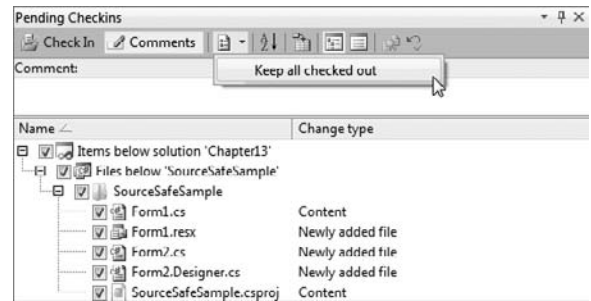 Pending Checkins
Check In Comments
Keep all checked out
Comment:
Name Change type
Items below solution 'Chapter13'
Files below 'SourceSafeSample'
SourceSafeSample
Form1.cs Content
Form1.resx Newly added file
Form2.cs Newly added file
Form2.Designer.cs Newly added file
SourceSafeSample.csproj Content